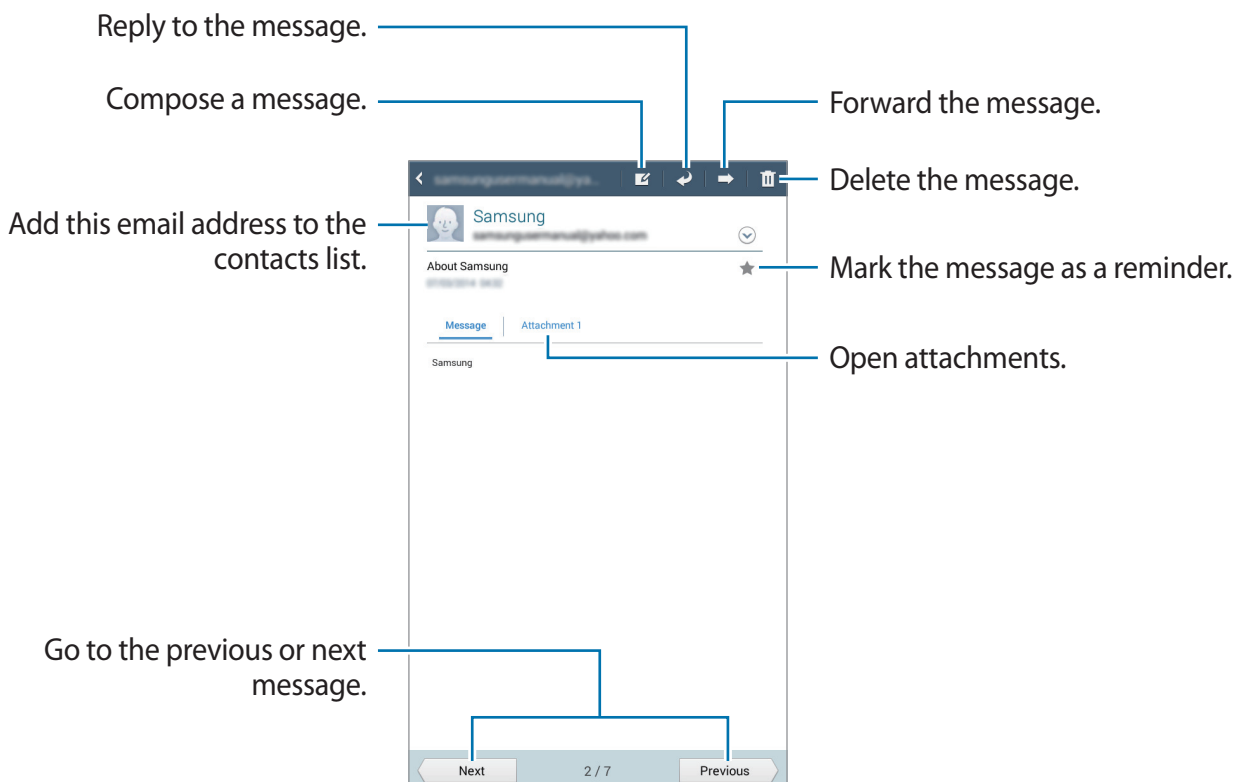 Reply to the message.
Compose a message.
Forward the message.
Delete the message.
Add this email address to the
contacts list.
Samsung
About Samsung
Mark the message as a reminder.
Message
Attachment 1
Open attachments.
Samsung
Go to the previous or next
message.
Next
2 / 7
Previous